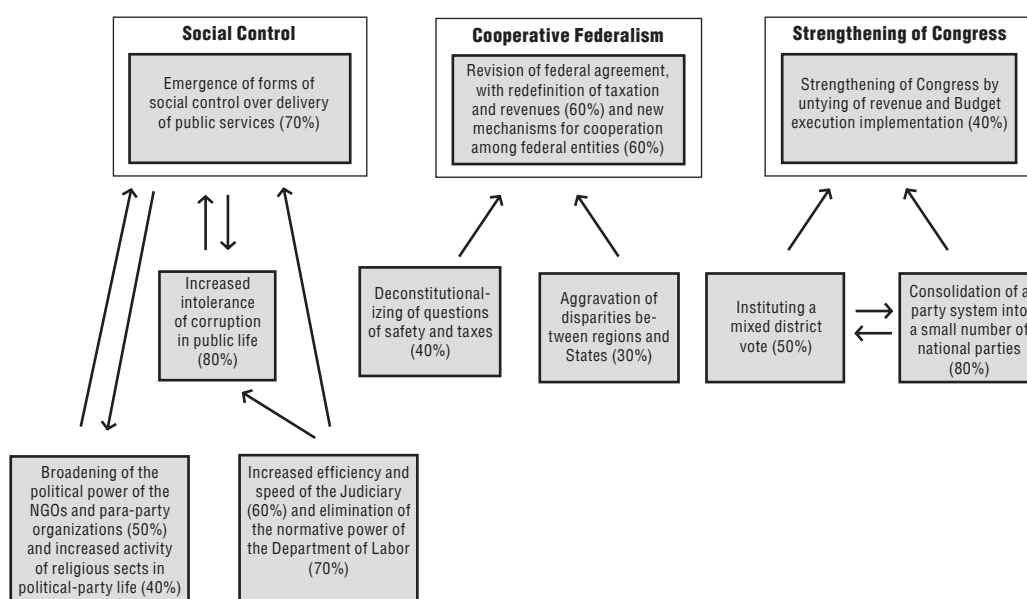 Social Control
Emergence of forms of
social control over delivery
of public services (70%)
Cooperative Federalism
Revision of federal agreement,
with redefinition of taxation
and revenues (60%) and new
mechanisms for cooperation
among federal entities (60%)
Strengthening of Congress
Strengthening of Congress by
untying of revenue and Budget
execution implementation (40%)
Increased
intolerance
of corruption
in public life
(80%)
Deconstitutional-
izing of questions
of safety and taxes
(40%)
Aggravation of
disparities be-
tween regions and
States (30%)
Instituting a
mixed district
vote (50%)
Consolidation of a
party system into
a small number of
national parties
(80%)
Broadening of the
political power of the
NGOs and para-party
organizations (50%)
and increased activity
of religious sects in
political-party life (40%)
Increased efficiency and
speed of the Judiciary
(60%) and elimination of
the normative power of
the Department of Labor
(70%)